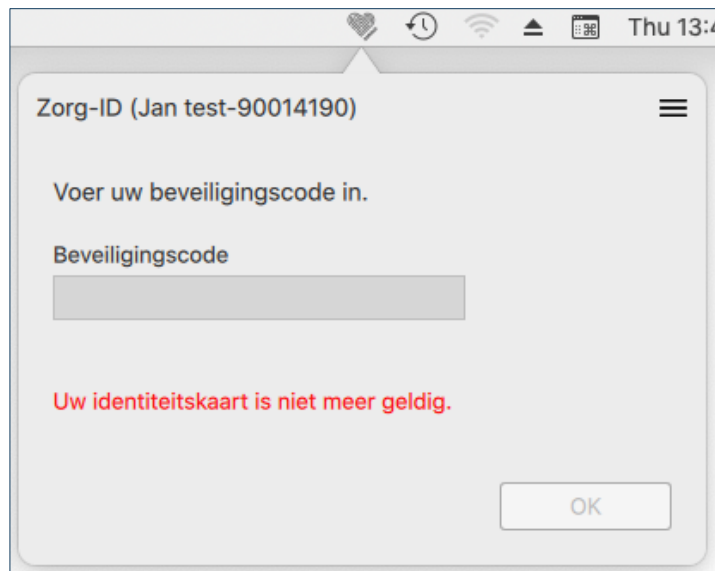 Thu 13:4
Zorg-ID (Jan test-90014190)
Voer uw beveiligingscode in.
Beveiligingscode
Uw identiteitskaart is niet meer geldig.
OK